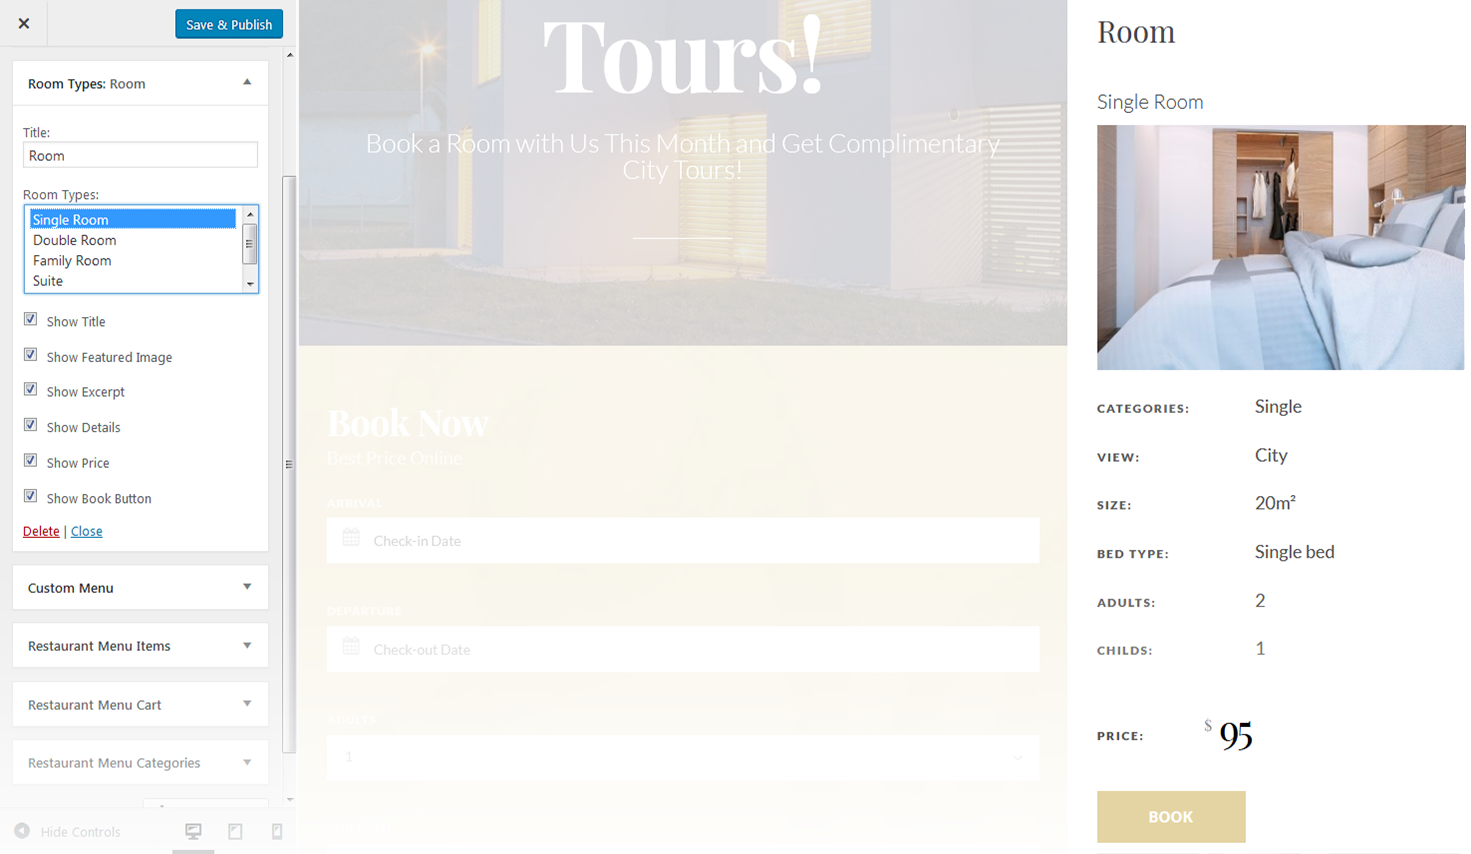 Save & Publish
Room Types: Room
Title:
Room
Room Types:
Single Room
Double Room
Family Room
Suite
Show Title
Show Featured Image
Show Excerpt
Show Details
Show Price
Show Book Button
Delete | Close
Custom Menu
Restaurant Menu Items
Restaurant Menu Cart
Restaurant Menu Categories
Hide Controls
Tours!
Book a Room with Us This Month and Get Complimentary
City Tours!
Book Now
Best Price Online
ARRIVAL
Check-in Date
DEPARTURE
Check-out Date
1
Room
Single Room
CATEGORIES: Single
VIEW: City
SIZE: 20m²
BED TYPE: Single bed
ADULTS: 2
CHILDS: 1
PRICE: $ 95
BOOK